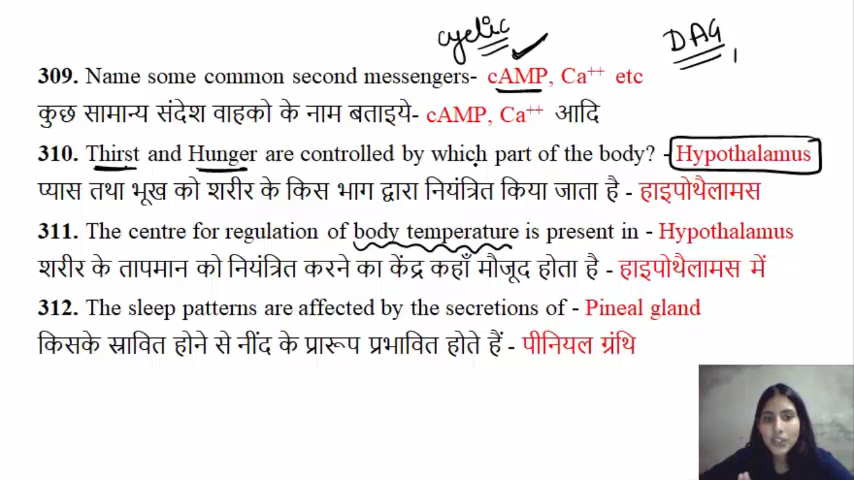 cyclic
DAG,
309. Name some common second messengers- cAMP, Ca⁺⁺ etc
कुछ सामान्य संदेश वाहको के नाम बताइये- cAMP, Ca⁺⁺ आदि
310. Thirst and Hunger are controlled by which part of the body? - Hypothalamus
प्यास तथा भूख को शरीर के किस भाग द्वारा नियंत्रित किया जाता है - हाइपोथैलामस
311. The centre for regulation of body temperature is present in - Hypothalamus
शरीर के तापमान को नियंत्रित करने का केंद्र कहाँ मौजूद होता है - हाइपोथैलामस में
312. The sleep patterns are affected by the secretions of - Pineal gland
किसके स्रावित होने से नींद के प्रारूप प्रभावित होते हैं - पीनियल ग्रंथि